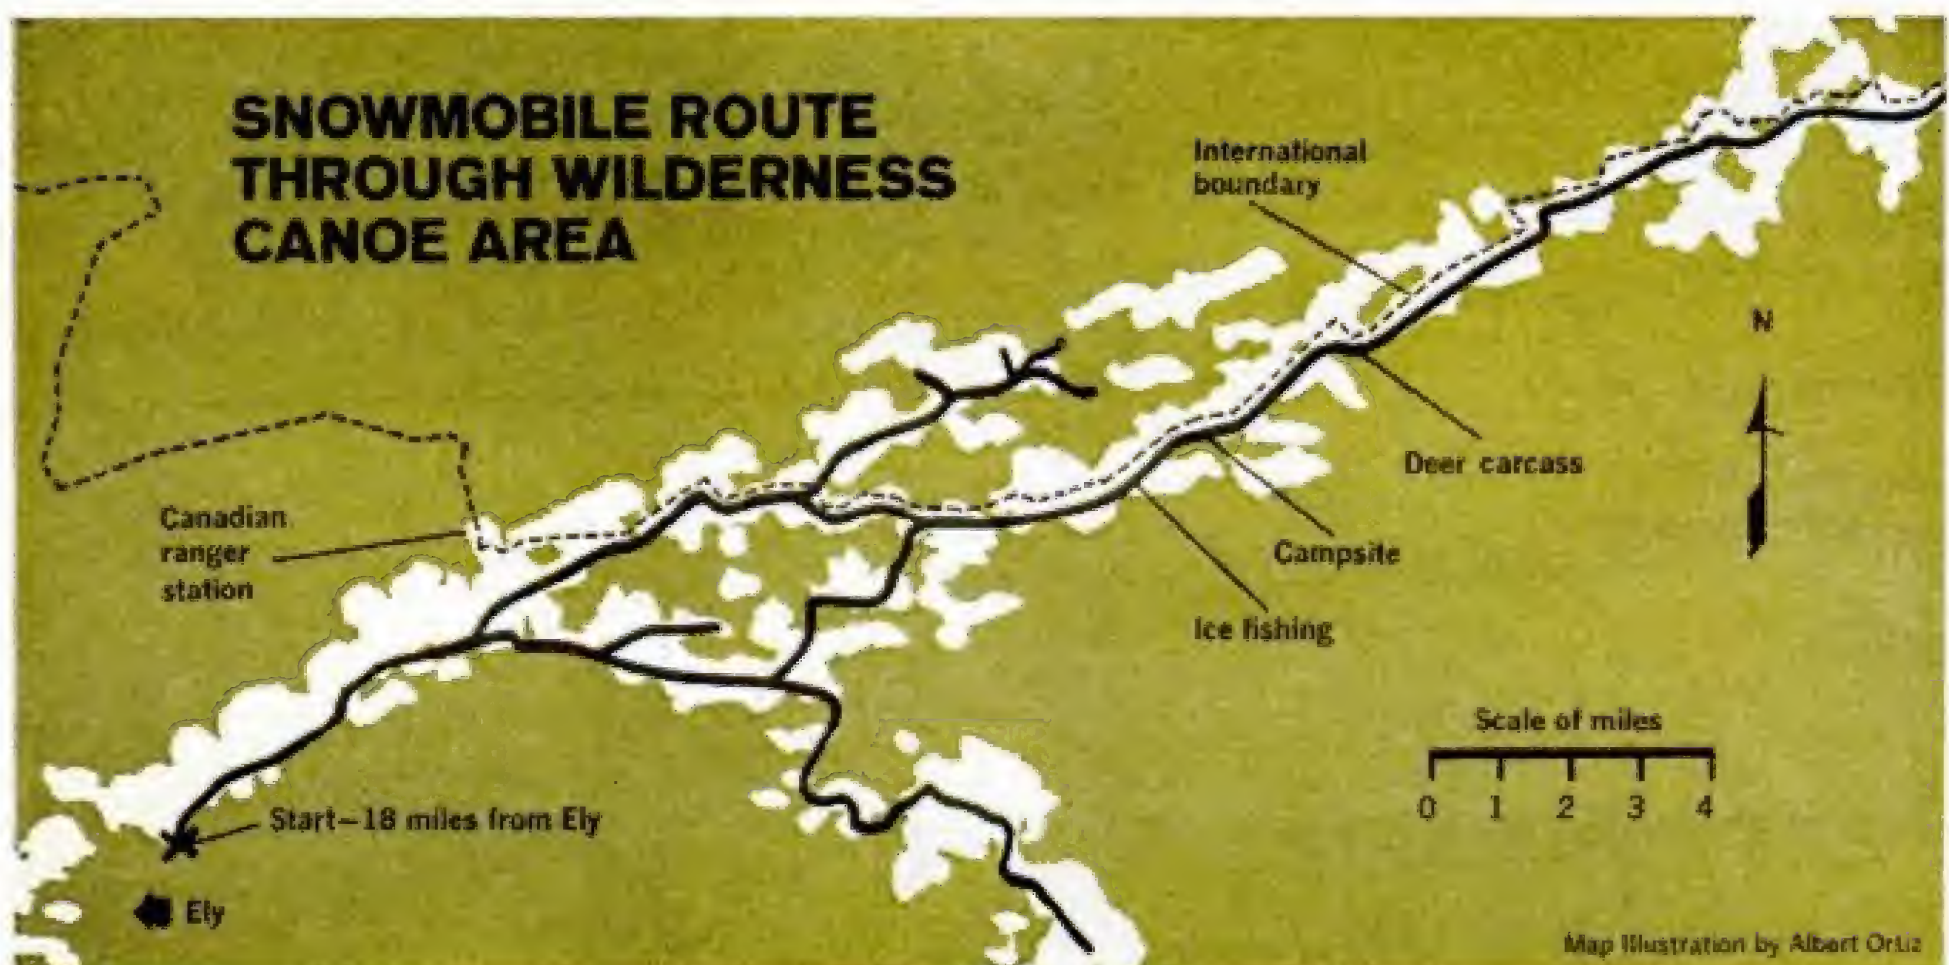 SNOWMOBILE ROUTE
THROUGH WILDERNESS
CANOE AREA
International
boundary
N
Deer carcass
Canadian
ranger
station
Campsite
Ice fishing
Scale of miles
0 1 2 3 4
Start–18 miles from Ely
Ely
Map Illustration by Albert Ortiz